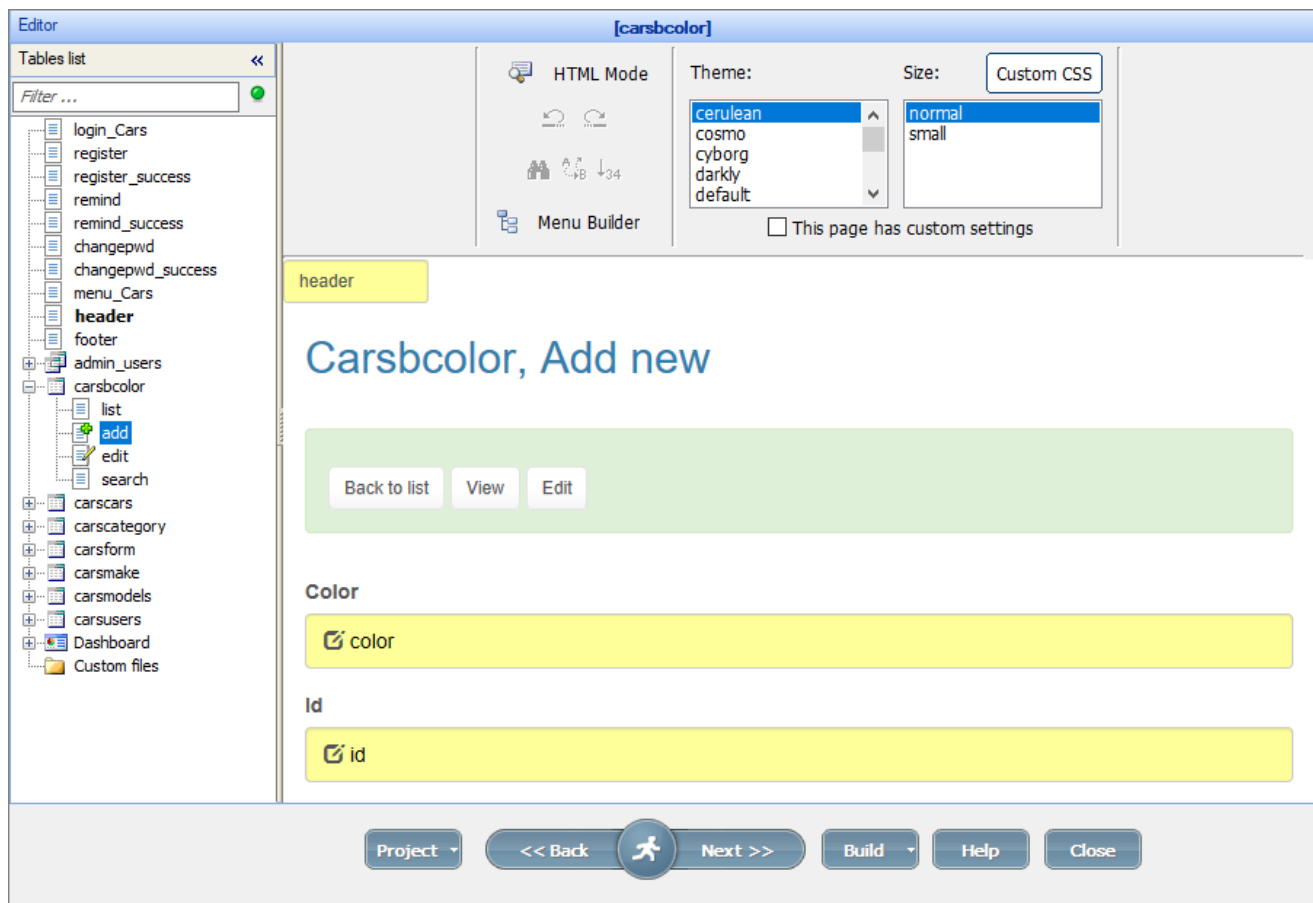 Editor
[carsbcolor]
Tables list
«
Filter ...
login_Cars
register
register_success
remind
remind_success
changepwd
changepwd_success
menu_Cars
header
footer
admin_users
carsbcolor
list
add
edit
search
carscars
carscategory
carsform
carsmake
carsmodels
carsusers
Dashboard
Custom files
HTML Mode
A B 34
Menu Builder
Theme:
cerulean
cosmo
cyborg
darkly
default
Size:
Custom CSS
normal
small
This page has custom settings
header
Carsbcolor, Add new
Back to list View Edit
Color
color
Id
id
Project << Back Next >> Build Help Close